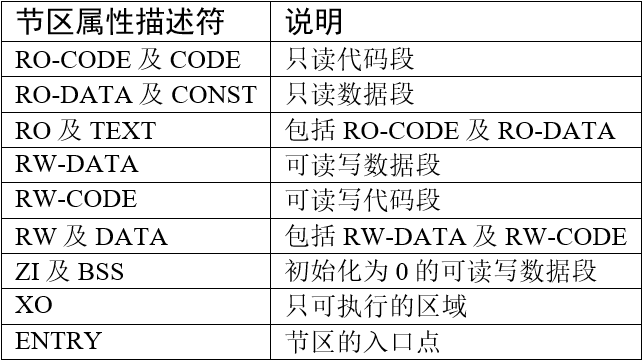 节区属性描述符 说明
RO-CODE 及 CODE 只读代码段
RO-DATA 及 CONST 只读数据段
RO 及 TEXT 包括 RO-CODE 及 RO-DATA
RW-DATA 可读写数据段
RW-CODE 可读写代码段
RW 及 DATA 包括 RW-DATA 及 RW-CODE
ZI 及 BSS 初始化为 0 的可读写数据段
XO 只可执行的区域
ENTRY 节区的入口点